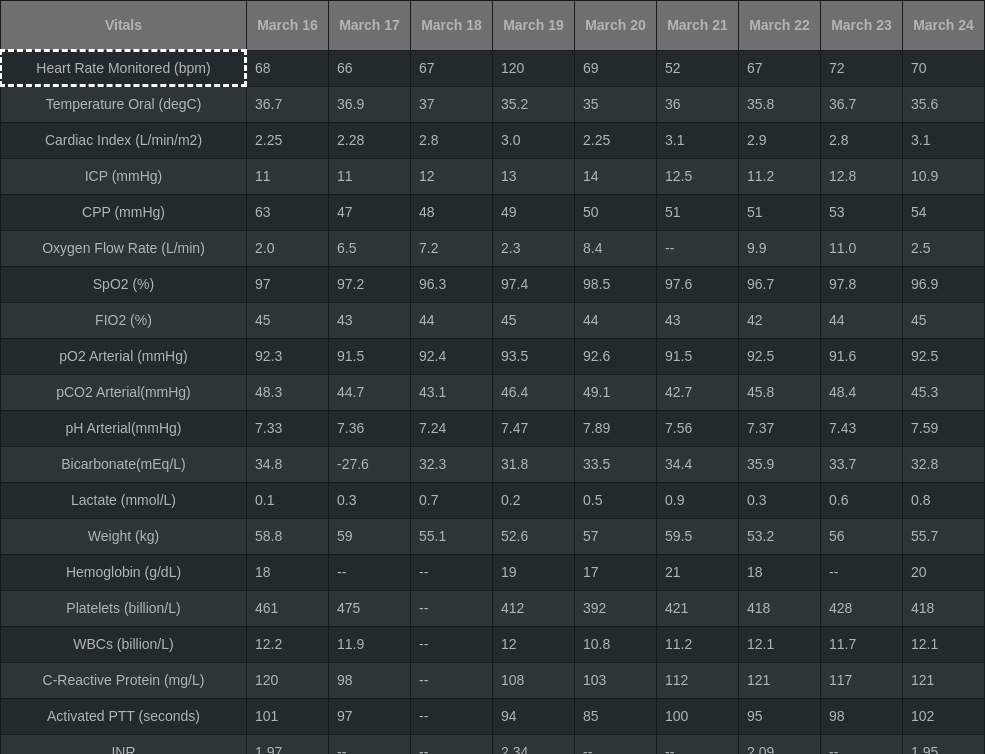 Vitals March 16 March 17 March 18 March 19 March 20 March 21 March 22 March 23 March 24
Heart Rate Monitored (bpm) 68 66 67 120 69 52 67 72 70
Temperature Oral (degC) 36.7 36.9 37 35.2 35 36 35.8 36.7 35.6
Cardiac Index (L/min/m2) 2.25 2.28 2.8 3.0 2.25 3.1 2.9 2.8 3.1
ICP (mmHg) 11 11 12 13 14 12.5 11.2 12.8 10.9
CPP (mmHg) 63 47 48 49 50 51 51 53 54
Oxygen Flow Rate (L/min) 2.0 6.5 7.2 2.3 8.4 -- 9.9 11.0 2.5
SpO2 (%) 97 97.2 96.3 97.4 98.5 97.6 96.7 97.8 96.9
FIO2 (%) 45 43 44 45 44 43 42 44 45
pO2 Arterial (mmHg) 92.3 91.5 92.4 93.5 92.6 91.5 92.5 91.6 92.5
pCO2 Arterial(mmHg) 48.3 44.7 43.1 46.4 49.1 42.7 45.8 48.4 45.3
pH Arterial(mmHg) 7.33 7.36 7.24 7.47 7.89 7.56 7.37 7.43 7.59
Bicarbonate(mEq/L) 34.8 -27.6 32.3 31.8 33.5 34.4 35.9 33.7 32.8
Lactate (mmol/L) 0.1 0.3 0.7 0.2 0.5 0.9 0.3 0.6 0.8
Weight (kg) 58.8 59 55.1 52.6 57 59.5 53.2 56 55.7
Hemoglobin (g/dL) 18 -- -- 19 17 21 18 -- 20
Platelets (billion/L) 461 475 -- 412 392 421 418 428 418
WBCs (billion/L) 12.2 11.9 -- 12 10.8 11.2 12.1 11.7 12.1
C-Reactive Protein (mg/L) 120 98 -- 108 103 112 121 117 121
Activated PTT (seconds) 101 97 -- 94 85 100 95 98 102
INR 1.97 -- -- 2.34 -- -- 2.09 -- 1.95